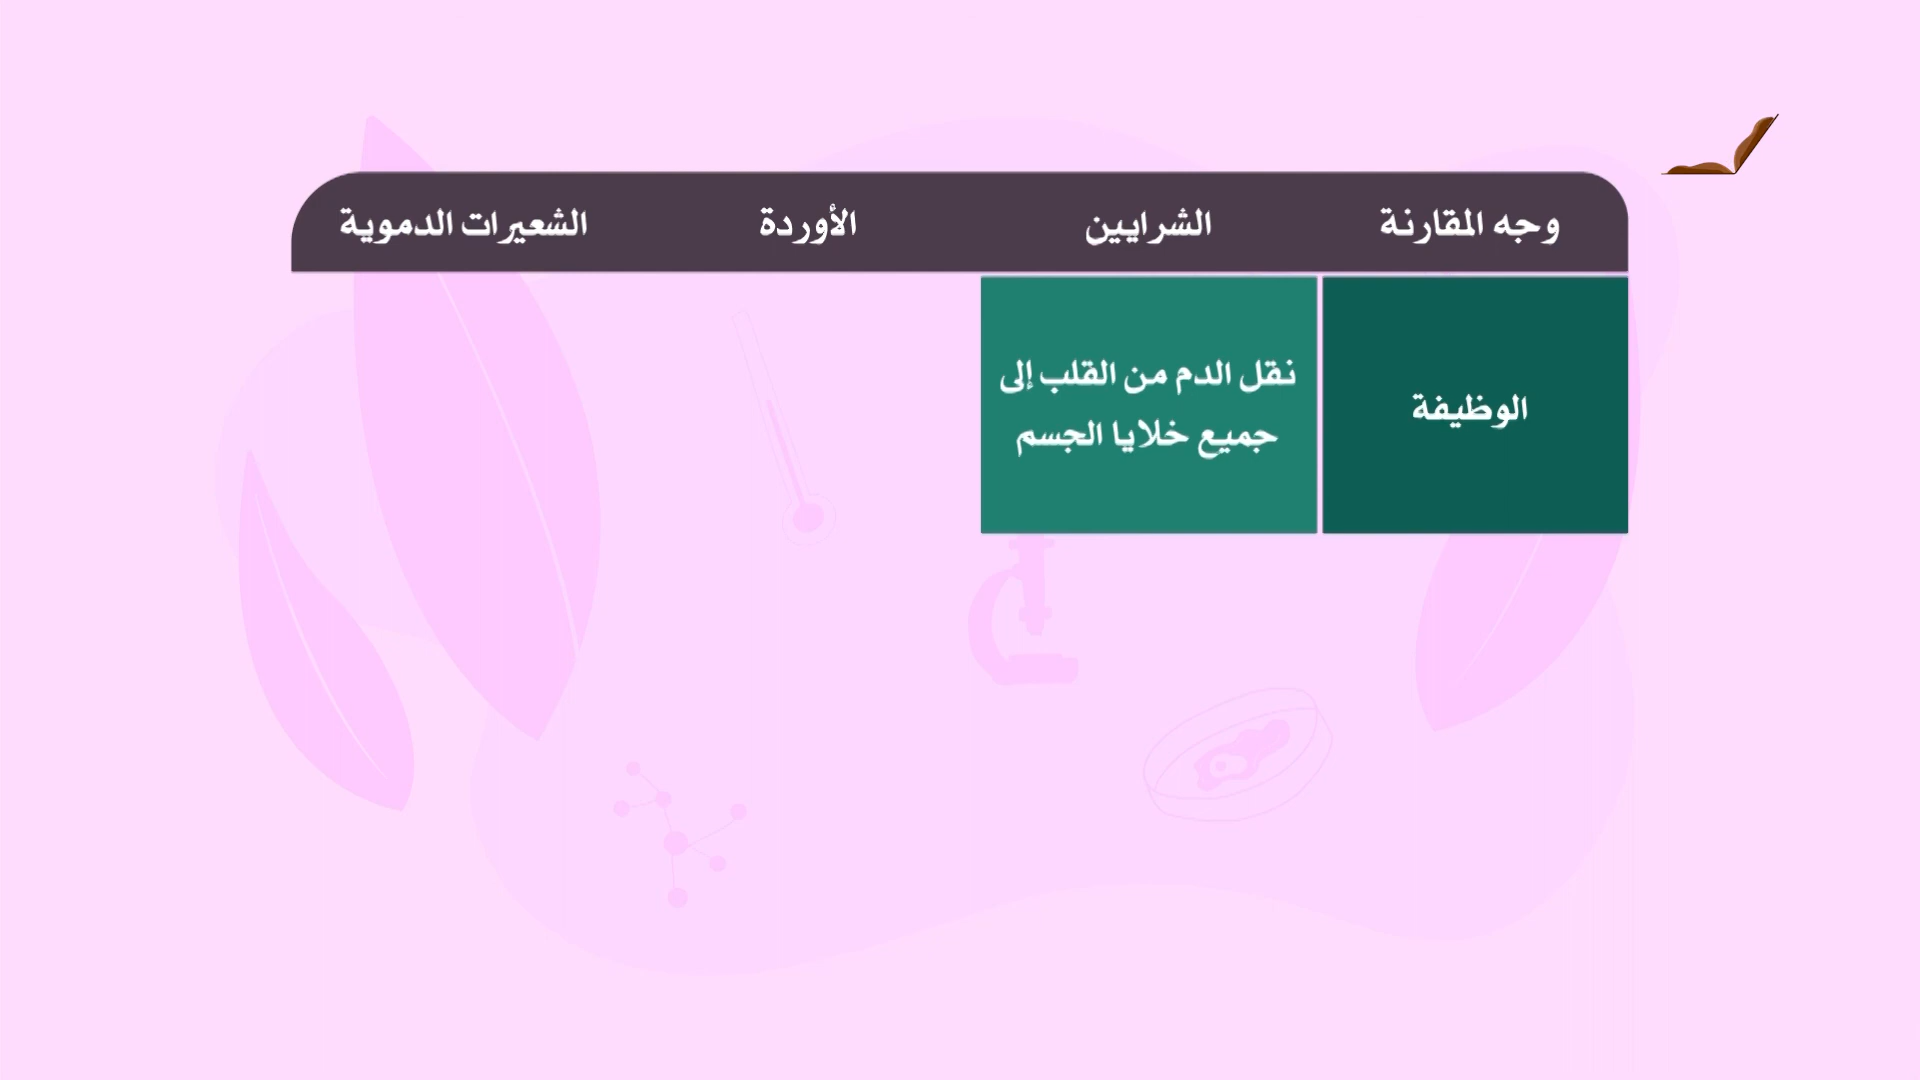 وجه المقارنة الشرايين الأوردة الشعيرات الدموية
الوظيفة
نقل الدم من القلب إلى
جميع خلايا الجسم